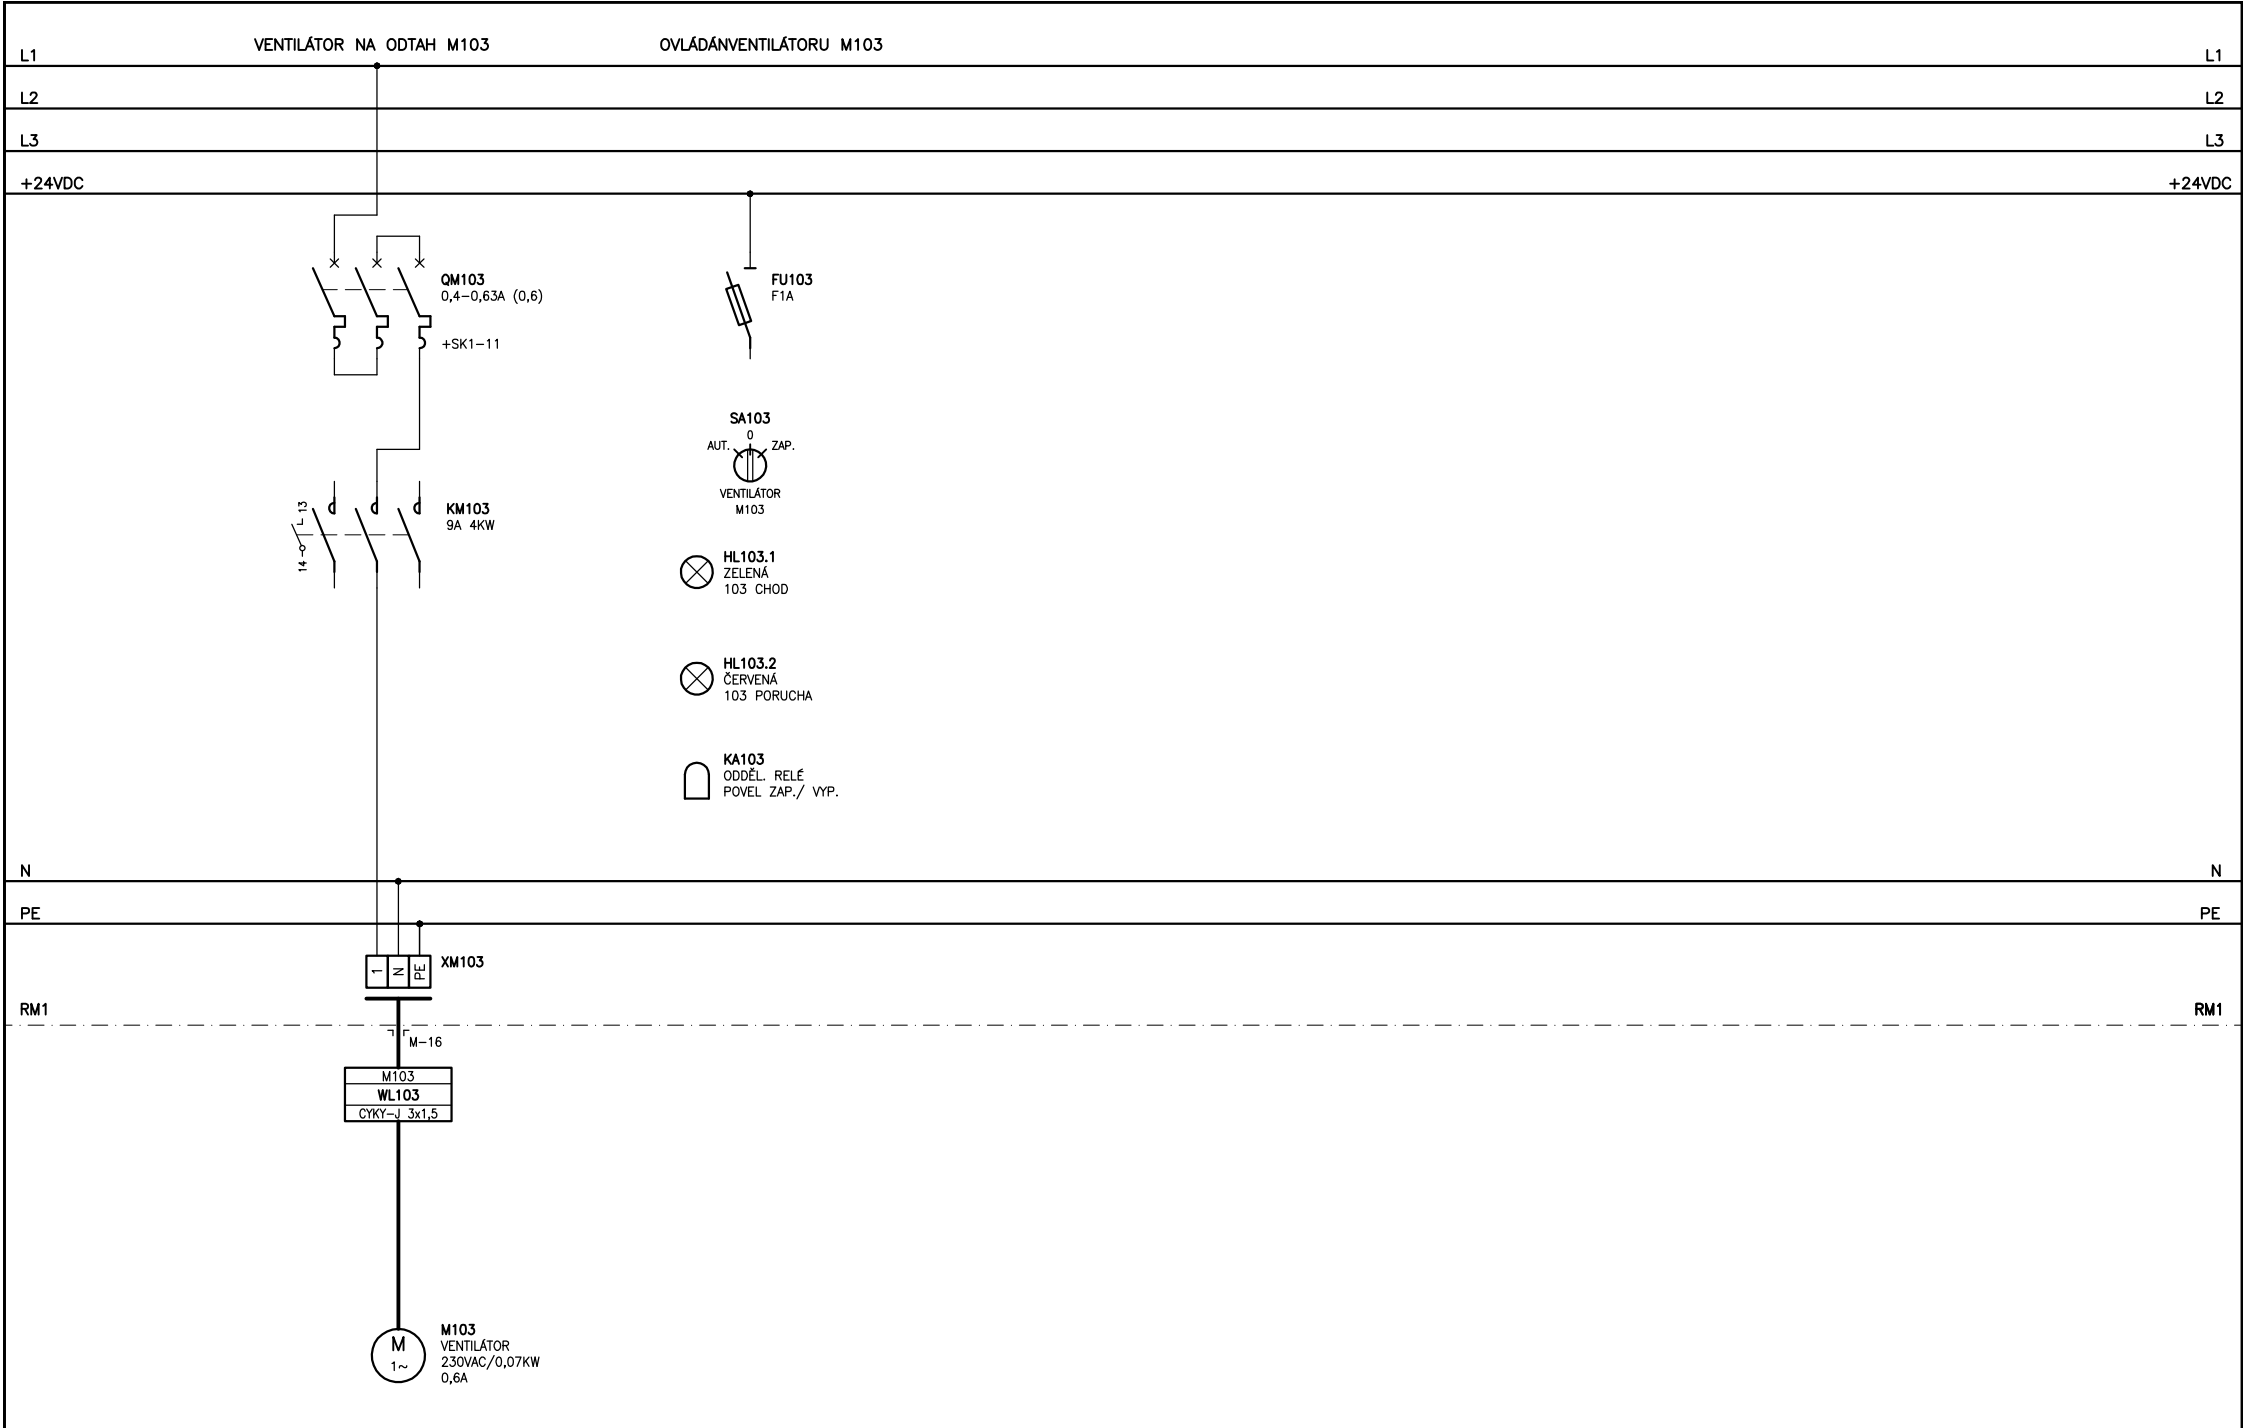 VENTILÁTOR NA ODTAH M103
OVLÁDÁNVENTILÁTORU M103
L1
L1
L2
L2
L3
L3
+24VDC
+24VDC
QM103
0,4-0,63A (0,6)
+SK1-11
FU103
F1A
SA103
0
AUT.
ZAP.
VENTILÁTOR
M103
13
14
KM103
9A 4KW
HL103.1
ZELENÁ
103 CHOD
HL103.2
ČERVENÁ
103 PORUCHA
KA103
ODDĚL. RELÉ
POVEL ZAP./ VYP.
N
N
PE
PE
1
N
PE
XM103
RM1
RM1
M-16
M103
WL103
CYKY-J 3x1,5
M
1~
M103
VENTILÁTOR
230VAC/0,07KW
0,6A